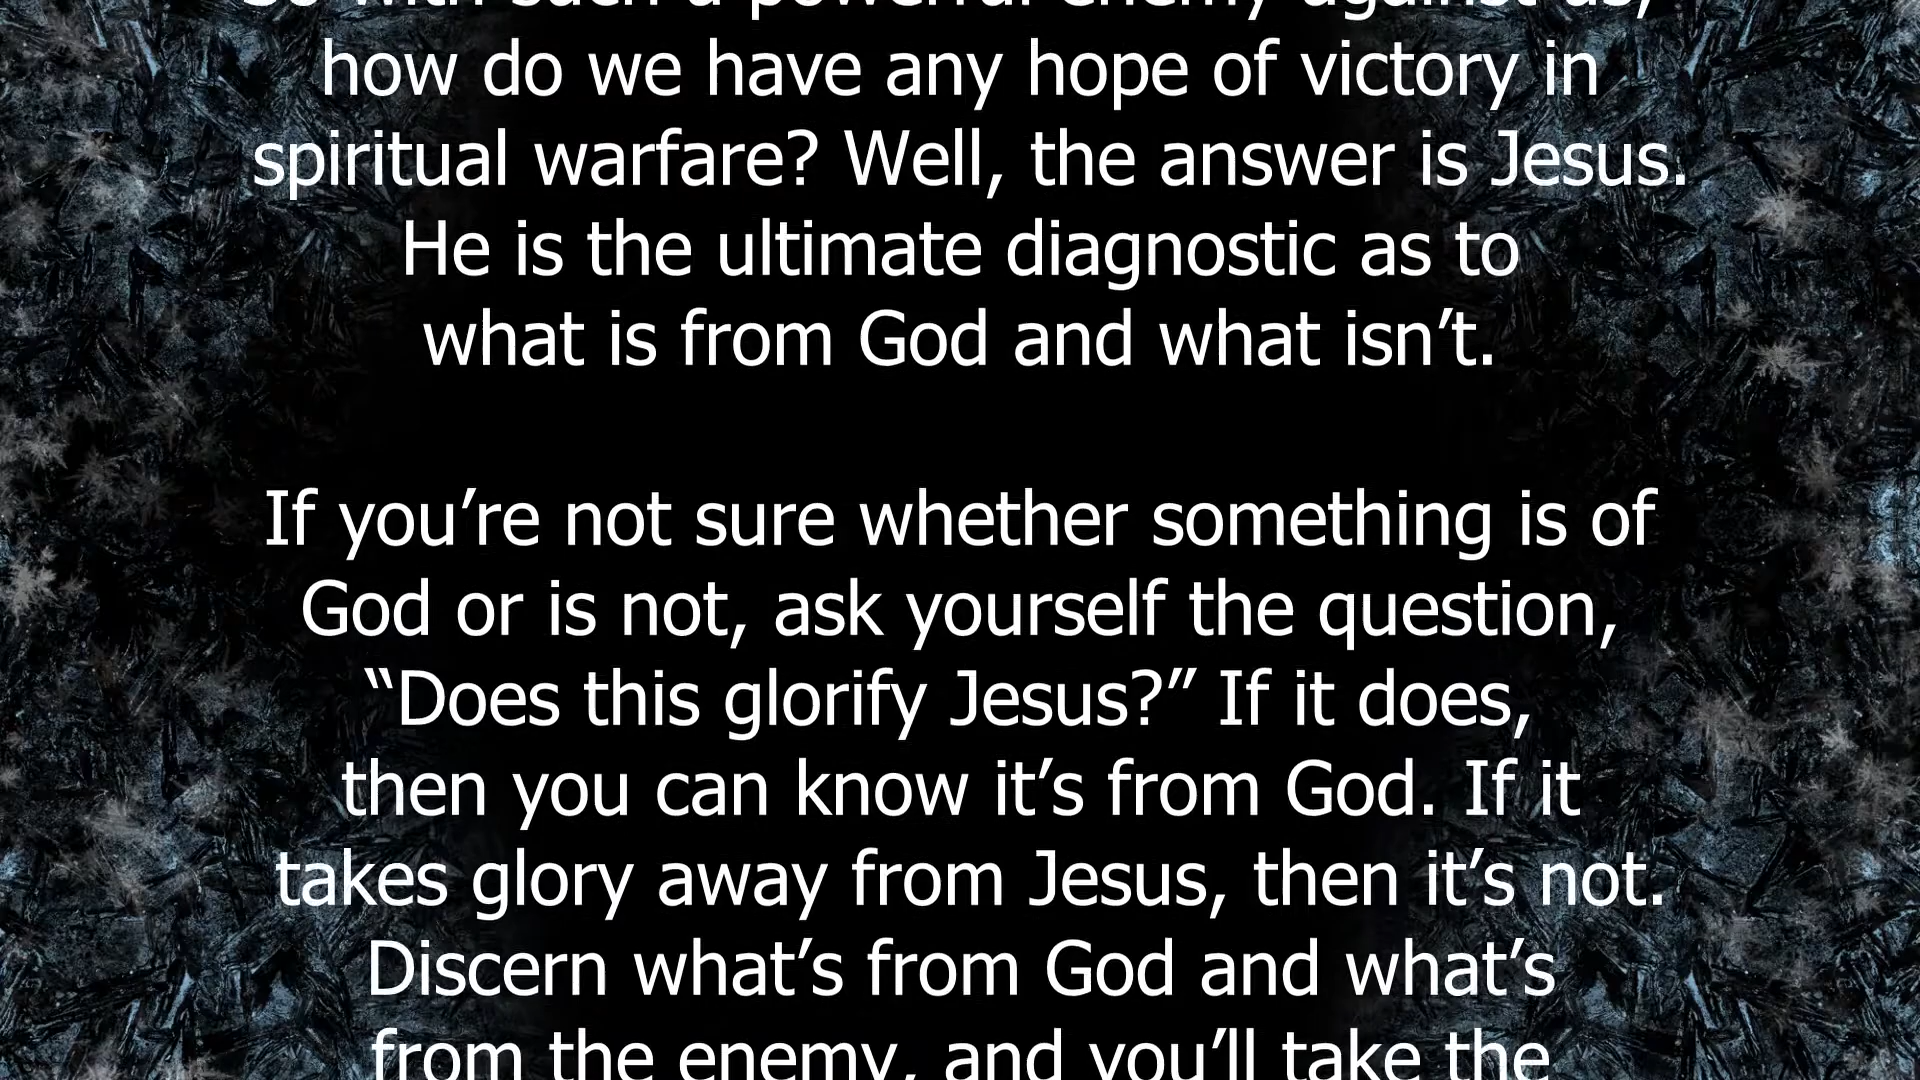 So with such a powerful enemy against us,
how do we have any hope of victory in
spiritual warfare? Well, the answer is Jesus.
He is the ultimate diagnostic as to
what is from God and what isn’t.
If you’re not sure whether something is of
God or is not, ask yourself the question,
“Does this glorify Jesus?” If it does,
then you can know it’s from God. If it
takes glory away from Jesus, then it’s not.
Discern what’s from God and what’s
from the enemy, and you’ll take the